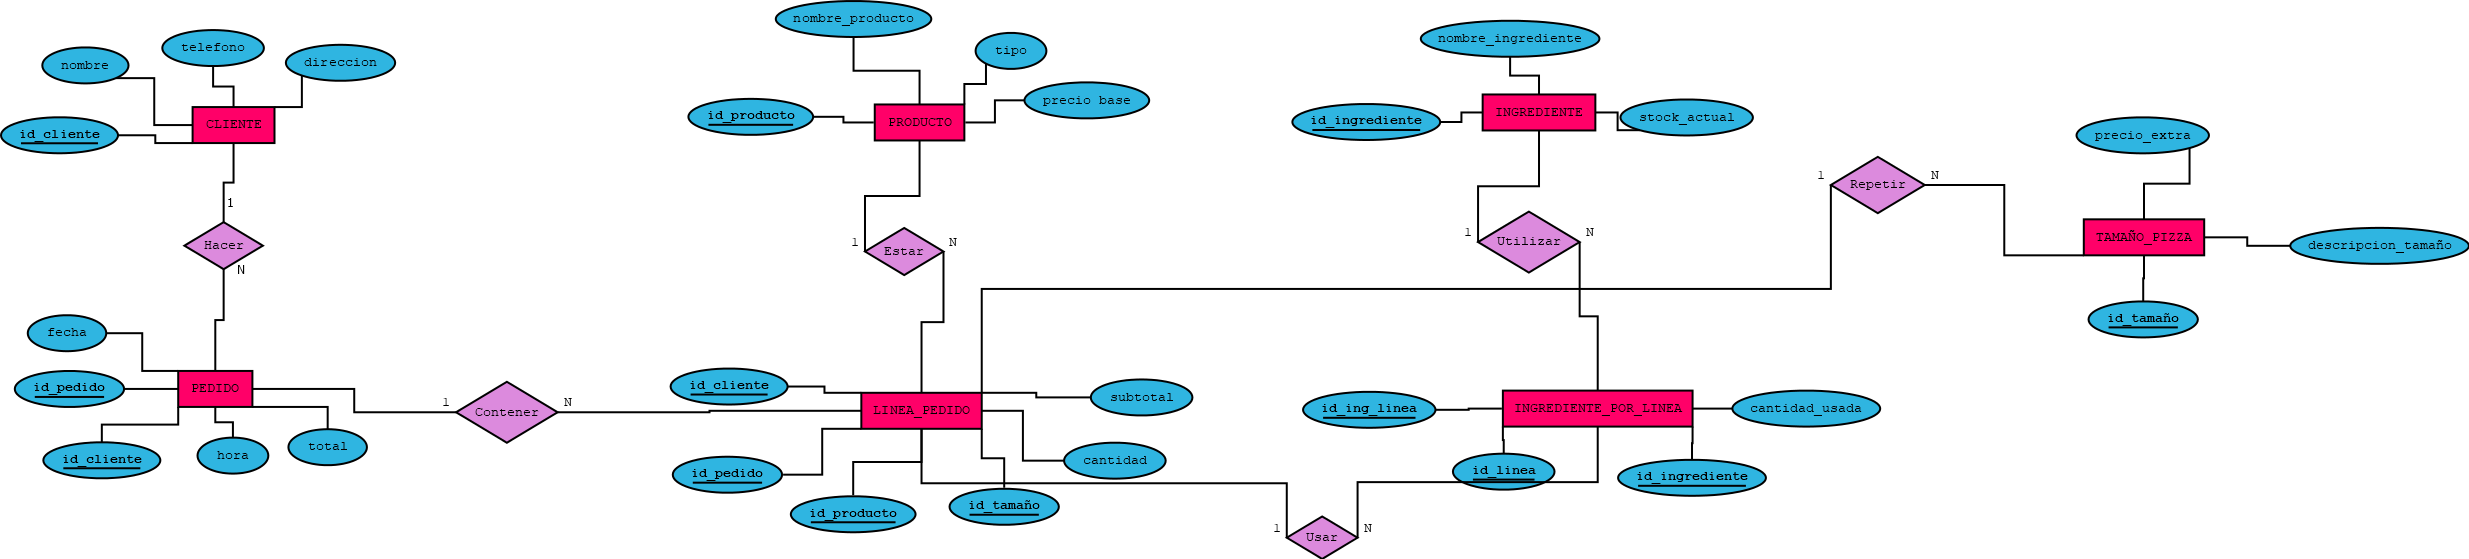 nombre_producto
nombre_ingrediente
telefono
tipo
direccion
nombre
precio base
CLIENTE
id_cliente
id_producto
PRODUCTO
id_ingrediente
INGREDIENTE
stock_actual
precio_extra
1
Repetir
N
1
Hacer
N
1
Estar
N
1
Utilizar
N
TAMAÑO_PIZZA
descripcion_tamaño
id_tamaño
fecha
id_pedido
PEDIDO
id_cliente
hora
total
1
Contener
N
id_cliente
LINEA_PEDIDO
subtotal
id_pedido
cantidad
id_producto
id_tamaño
id_ing_linea
INGREDIENTE_POR_LINEA
cantidad_usada
id_linea
id_ingrediente
1
Usar
N